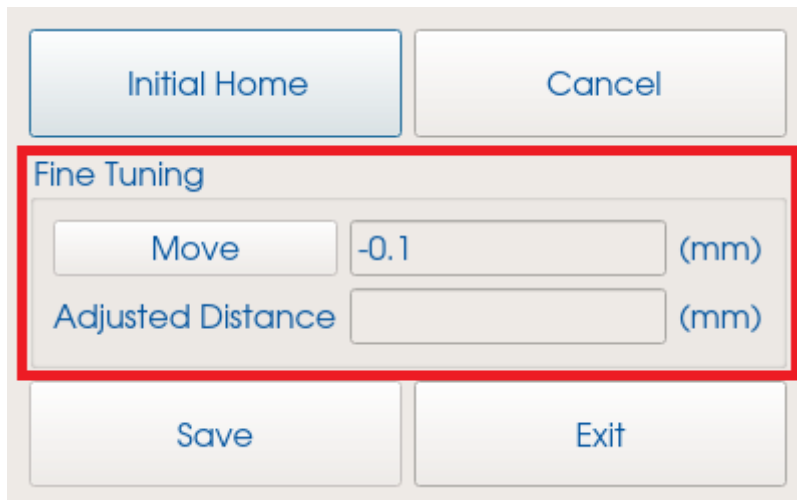 Initial Home Cancel
Fine Tuning
Move -0.1 (mm)
Adjusted Distance (mm)
Save Exit